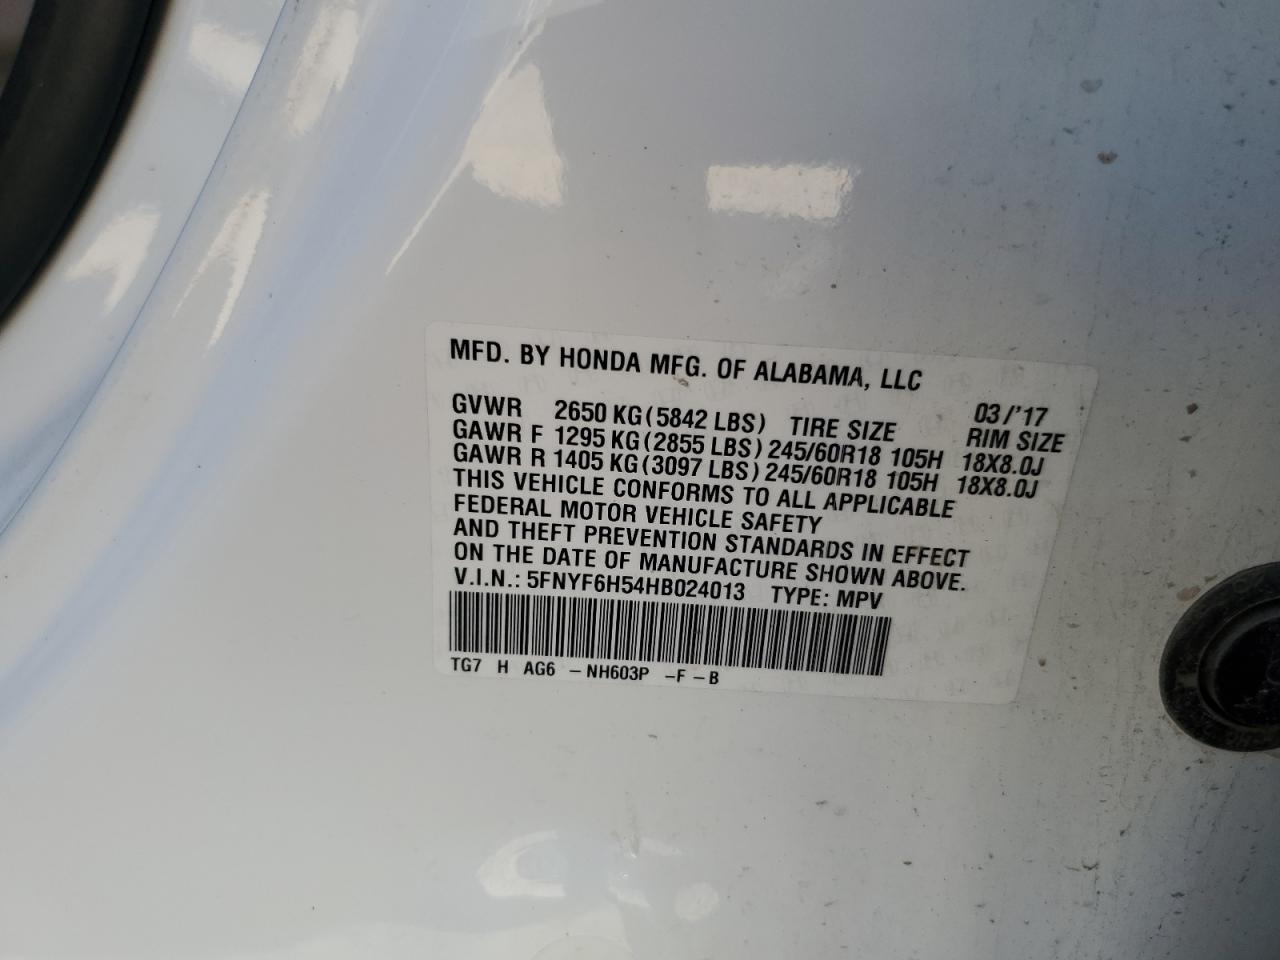 MFD. BY HONDA MFG. OF ALABAMA, LLC
03/'17
GVWR 2650 KG(5842 LBS) TIRE SIZE RIM SIZE
GAWR F 1295 KG(2855 LBS) 245/60R18 105H 18X8.0J
GAWR R 1405 KG(3097 LBS) 245/60R18 105H 18X8.0J
THIS VEHICLE CONFORMS TO ALL APPLICABLE
FEDERAL MOTOR VEHICLE SAFETY
AND THEFT PREVENTION STANDARDS IN EFFECT
ON THE DATE OF MANUFACTURE SHOWN ABOVE.
V.I.N.: 5FNYF6H54HB024013 TYPE: MPV
TG7 H AG6 -NH603P -F-B